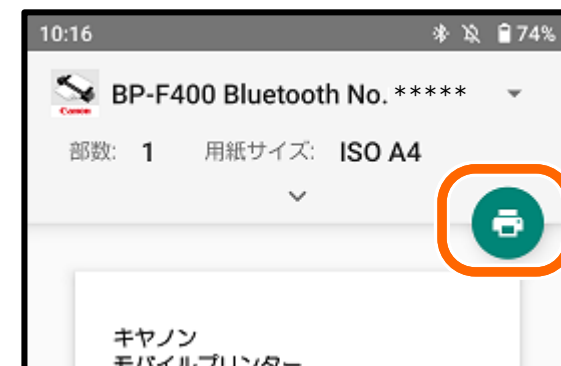 10:16 74%
Canon
BP-F400 Bluetooth No. *****
部数: 1 用紙サイズ: ISO A4
キヤノン
モバイルプリンター